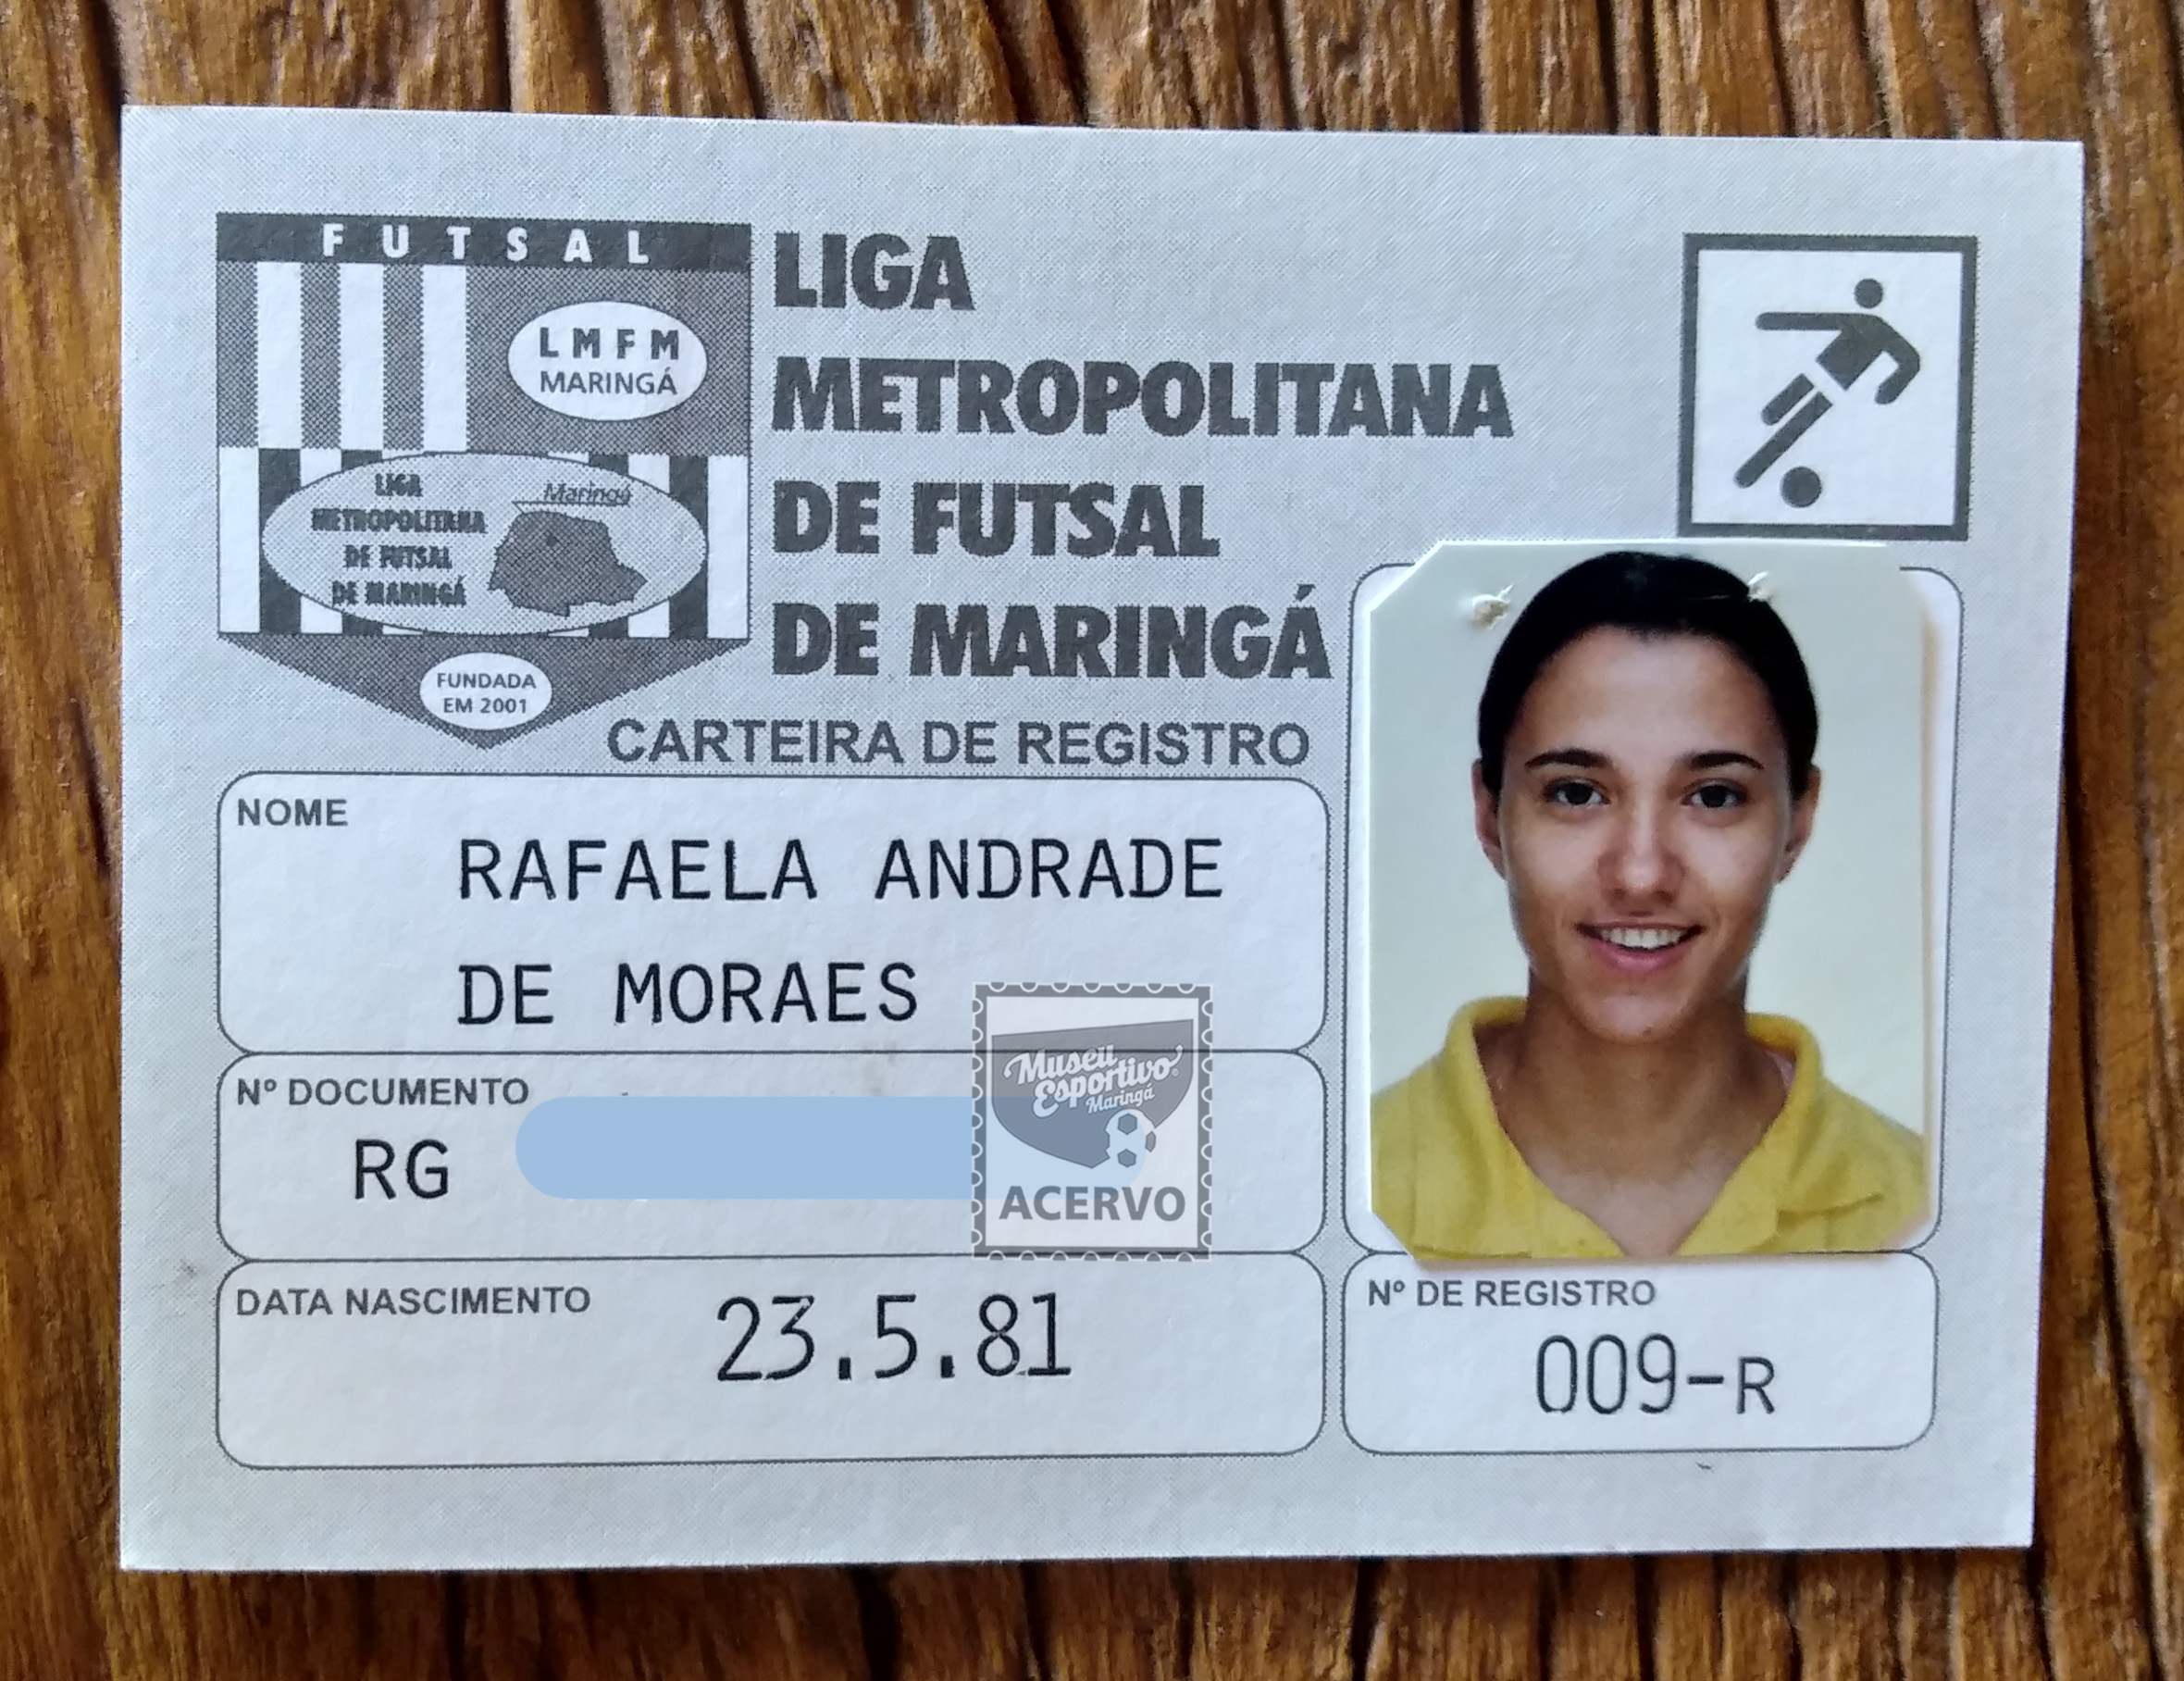 FUTSAL
LMFM
MARINGÁ
LIGA
METROPOLITANA
DE FUTSAL
DE MARINGÁ
Maringá
FUNDADA
EM 2001
LIGA
METROPOLITANA
DE FUTSAL
DE MARINGÁ
CARTEIRA DE REGISTRO
NOME
RAFAELA ANDRADE
DE MORAES
Nº DOCUMENTO
RG
Museu
Esportivo
Maringá
ACERVO
DATA NASCIMENTO
23.5.81
Nº DE REGISTRO
009-R